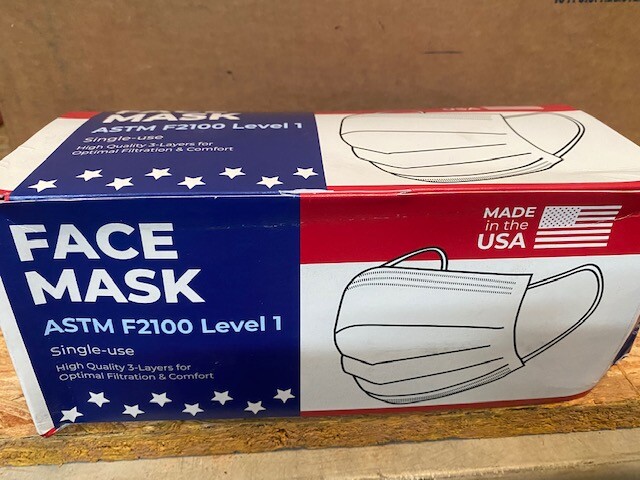 MASK
ASTM F2100 Level 1
Single-use
High Quality 3-Layers for
Optimal Filtration & Comfort
USA
FACE
MASK
ASTM F2100 Level 1
Single-use
High Quality 3-Layers for
Optimal Filtration & Comfort
MADE
in the
USA